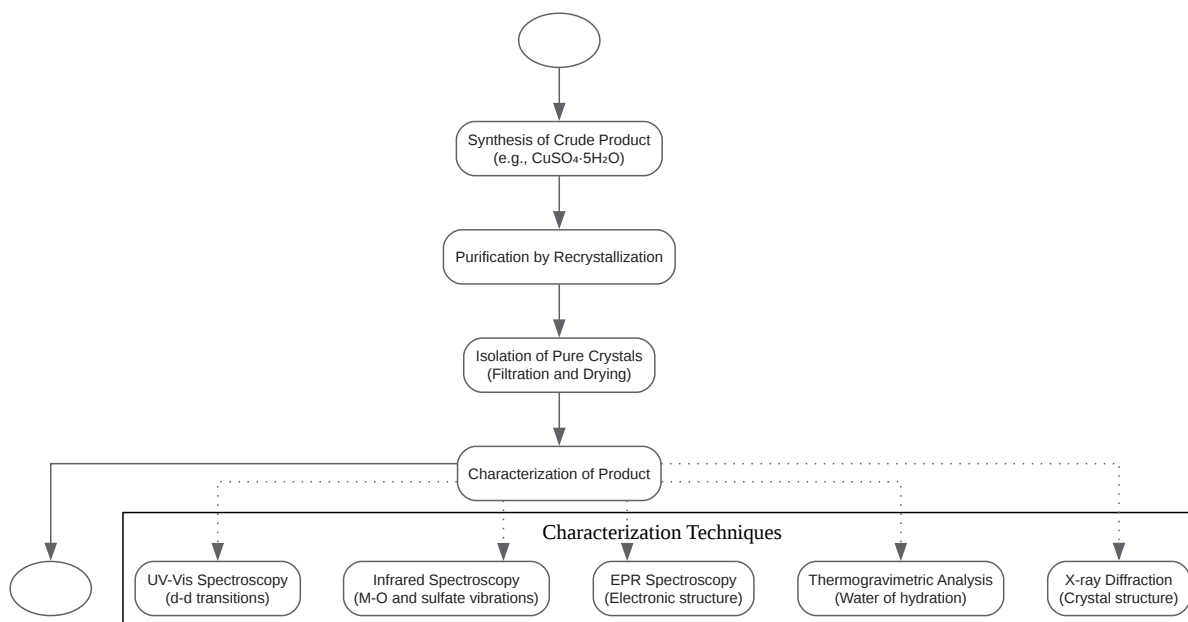 Synthesis of Crude Product
(e.g., CuSO₄·5H₂O)
Purification by Recrystallization
Isolation of Pure Crystals
(Filtration and Drying)
Characterization of Product
Characterization Techniques
UV-Vis Spectroscopy
(d-d transitions)
Infrared Spectroscopy
(M-O and sulfate vibrations)
EPR Spectroscopy
(Electronic structure)
Thermogravimetric Analysis
(Water of hydration)
X-ray Diffraction
(Crystal structure)